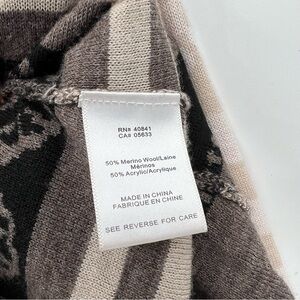 RN# 40841
CA# 05633
50% Merino Wool/Laine
Mérinos
50% Acrylic/Acrylique
MADE IN CHINA
FABRIQUE EN CHINE
SEE REVERSE FOR CARE